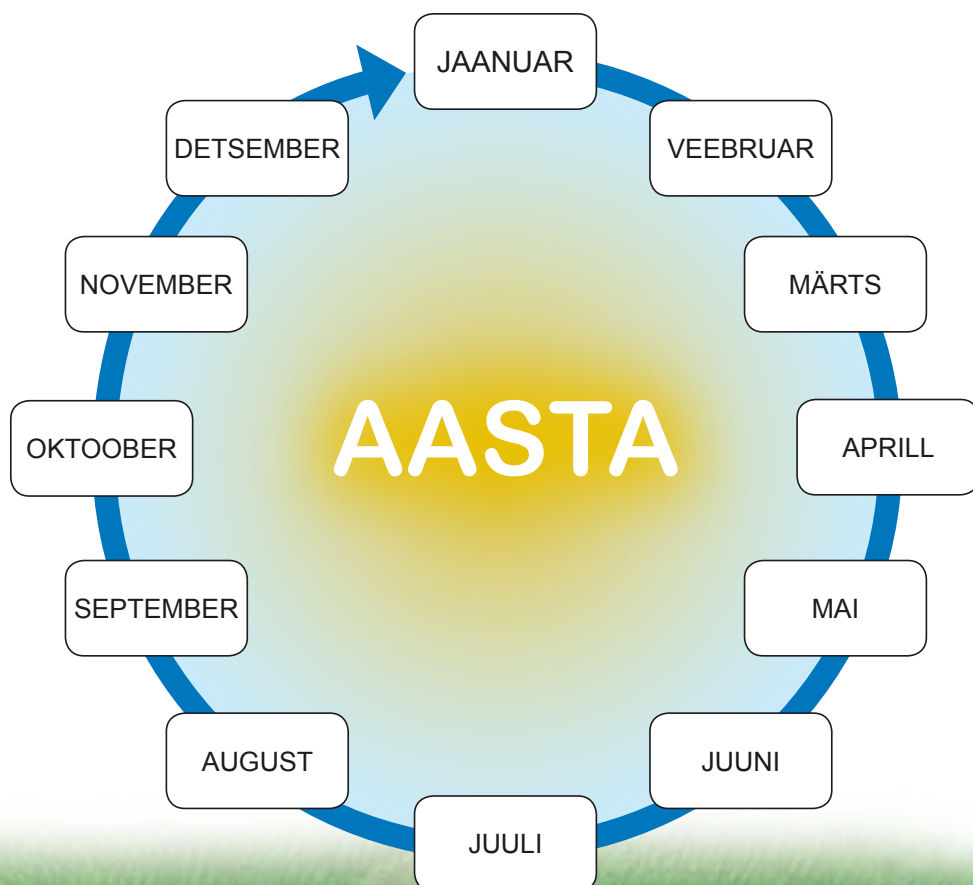 JAANUAR
VEEBRUAR
MÄRTS
APRILL
MAI
JUUNI
JUULI
AUGUST
SEPTEMBER
OKTOOBER
NOVEMBER
DETSEMBER
AASTA